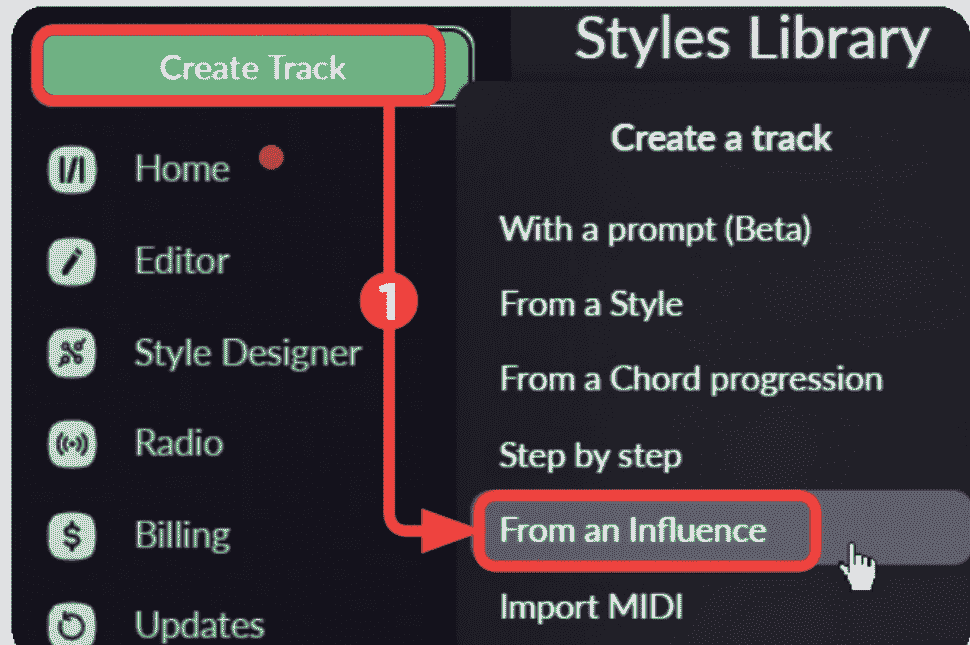 Create Track
Styles Library
Home
Editor
Style Designer
Radio
Billing
Updates
Create a track
With a prompt (Beta)
From a Style
From a Chord progression
Step by step
From an Influence
Import MIDI
1